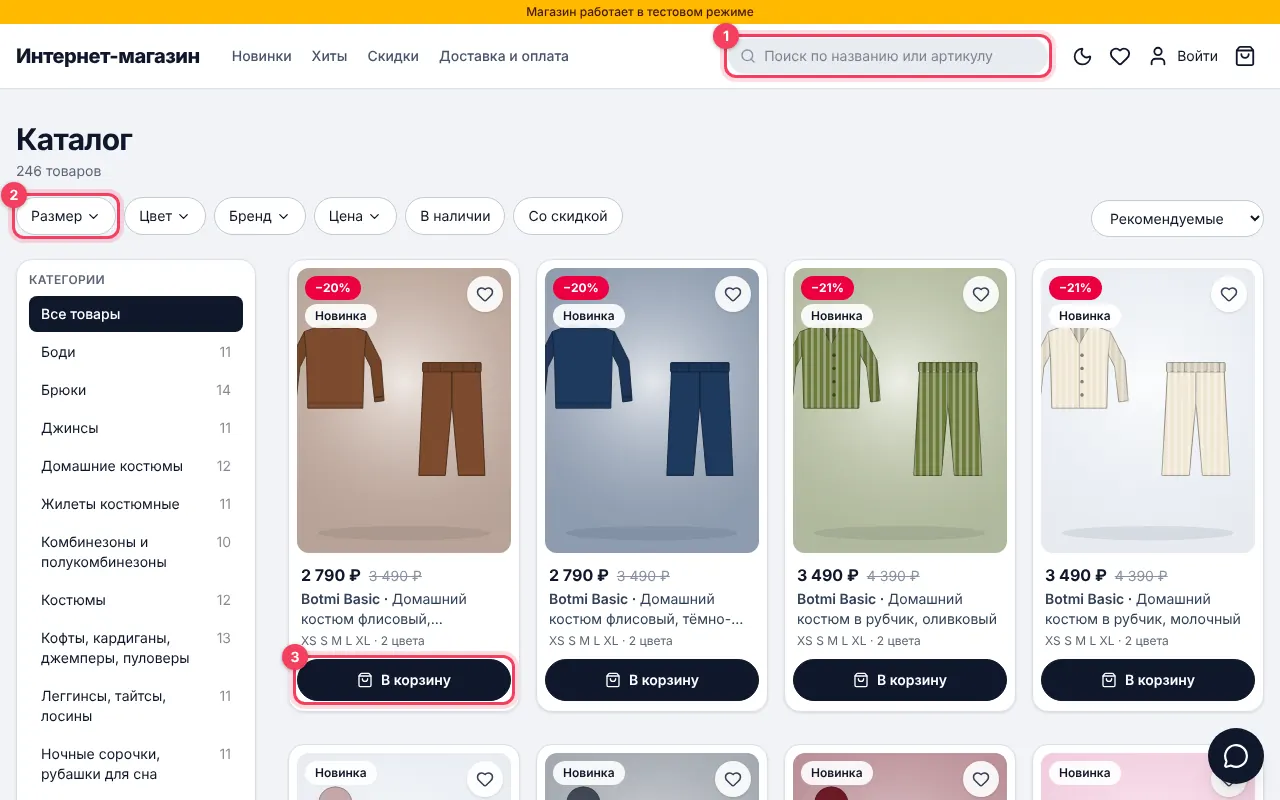 Магазин работает в тестовом режиме
Интернет-магазин
Новинки
Хиты
Скидки
Доставка и оплата
1
Поиск по названию или артикулу
Войти
Каталог
246 товаров
2
Размер
Цвет
Бренд
Цена
В наличии
Со скидкой
Рекомендуемые
КАТЕГОРИИ
Все товары
Боди 11
Брюки 14
Джинсы 11
Домашние костюмы 12
Жилеты костюмные 11
Комбинезоны и 10
полукомбинезоны
Костюмы 12
Кофты, кардиганы, 13
джемперы, пуловеры
Леггинсы, тайтсы, 11
лосины
Ночные сорочки, 11
рубашки для сна
−20%
Новинка
2 790 ₽ 3 490 ₽
Botmi Basic · Домашний
костюм флисовый,...
XS S M L XL · 2 цвета
3
В корзину
−20%
Новинка
2 790 ₽ 3 490 ₽
Botmi Basic · Домашний
костюм флисовый, тёмно-...
XS S M L XL · 2 цвета
В корзину
−21%
Новинка
3 490 ₽ 4 390 ₽
Botmi Basic · Домашний
костюм в рубчик, оливковый
XS S M L XL · 2 цвета
В корзину
−21%
Новинка
3 490 ₽ 4 390 ₽
Botmi Basic · Домашний
костюм в рубчик, молочный
XS S M L XL · 2 цвета
В корзину
Новинка
Новинка
Новинка
Новинка